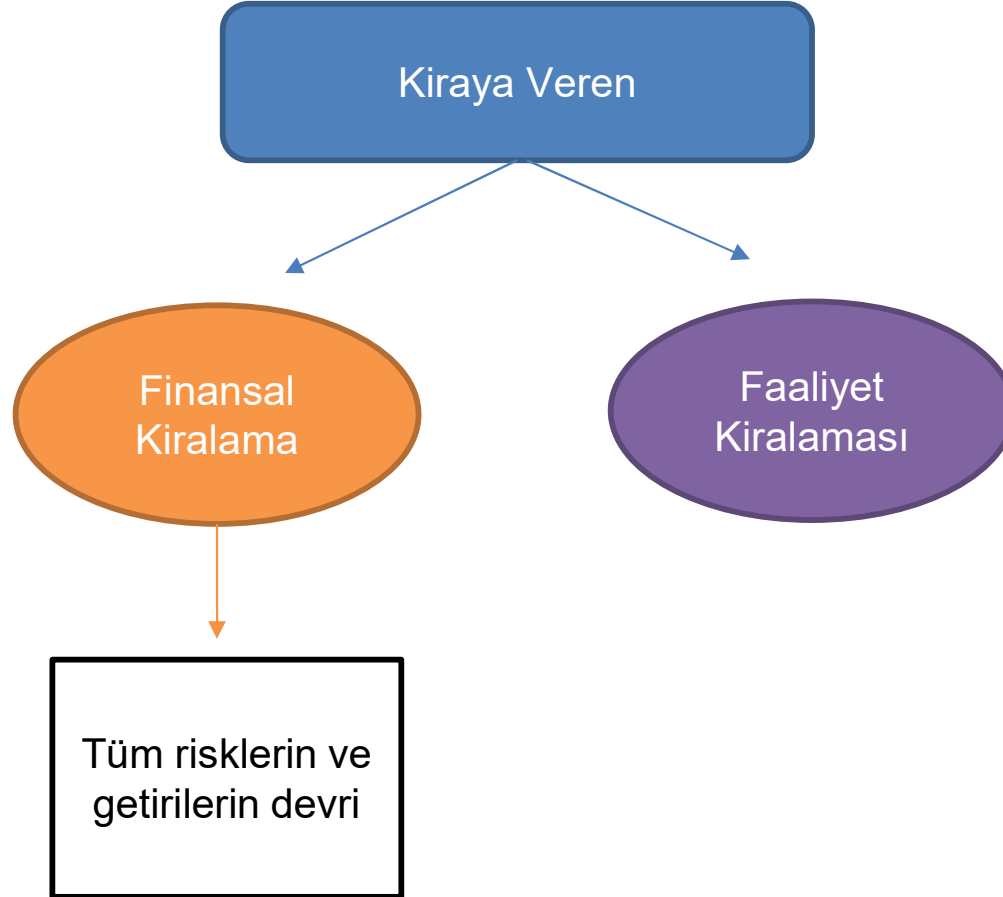 Kiraya Veren
Finansal
Kiralama
Faaliyet
Kiralaması
Tüm risklerin ve
getirilerin devri